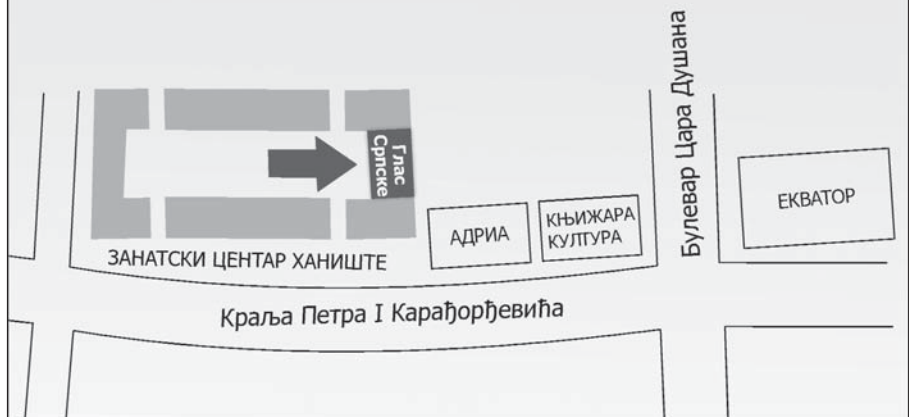 Булевар Цара Душана
Глас
Српске
ЕКВАТОР
КЊИЖАРА
КУЛТУРА
АДРИА
ЗАНАТСКИ ЦЕНТАР ХАНИШТЕ
Краља Петра I Карађорђевића